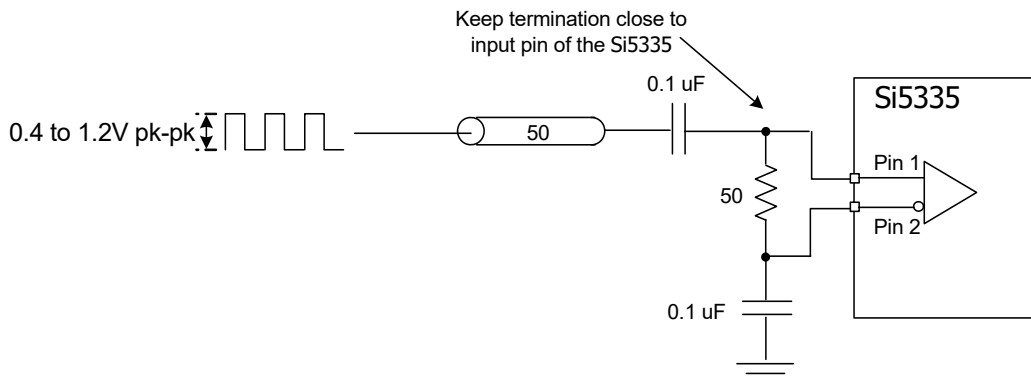 Keep termination close to
input pin of the Si5335
0.1 uF
Si5335
0.4 to 1.2V pk-pk
50
Pin 1
50
Pin 2
0.1 uF